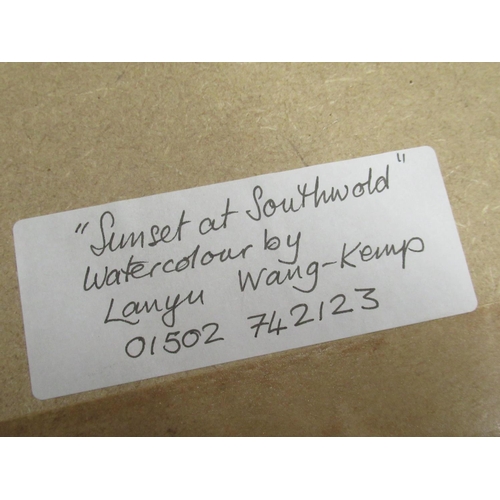 "Sunset at Southwold"
Watercolour by
Lanyu Wang-Kemp
01502 742123